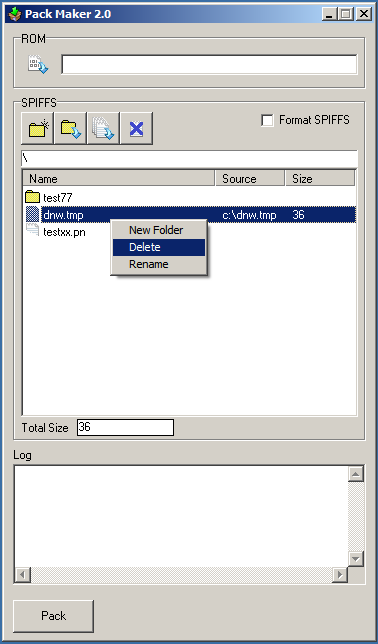 Pack Maker 2.0
ROM
SPIFFS
Format SPIFFS
\
Name Source Size
test77
dnw.tmp c:\dnw.tmp 36
testxx.pn
New Folder
Delete
Rename
Total Size 36
Log
Pack